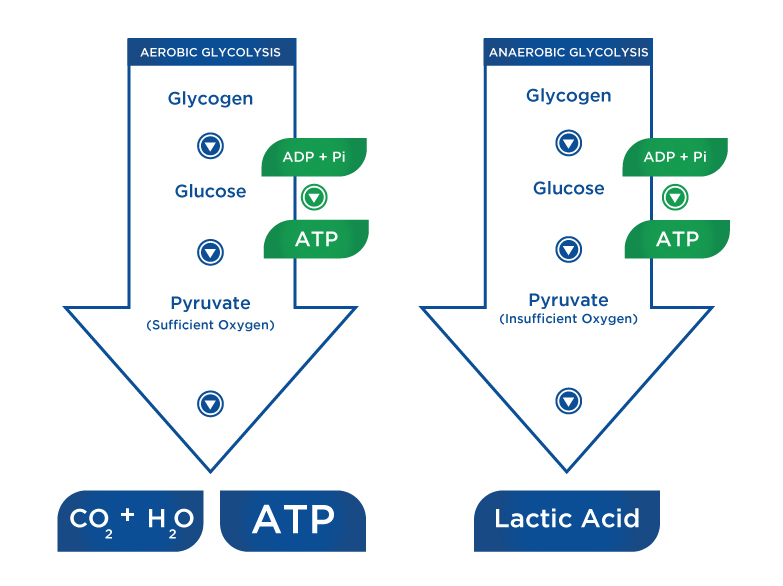 AEROBIC GLYCOLYSIS
Glycogen
ADP + Pi
Glucose
ATP
Pyruvate
(Sufficient Oxygen)
CO2 + H2O
ATP
ANAEROBIC GLYCOLYSIS
Glycogen
ADP + Pi
Glucose
ATP
Pyruvate
(Insufficient Oxygen)
Lactic Acid